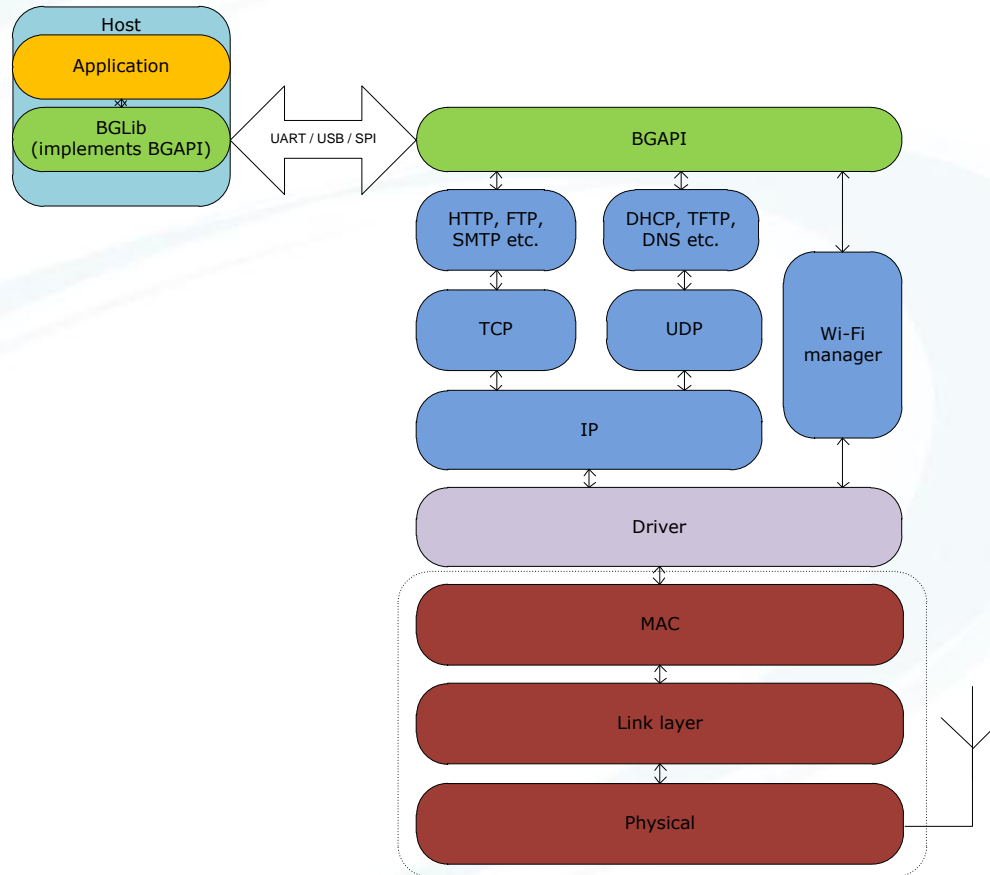 Host
Application
BGLib
(implements BGAPI)
UART / USB / SPI
BGAPI
HTTP, FTP,
SMTP etc.
DHCP, TFTP,
DNS etc.
TCP
UDP
Wi-Fi
manager
IP
Driver
MAC
Link layer
Physical